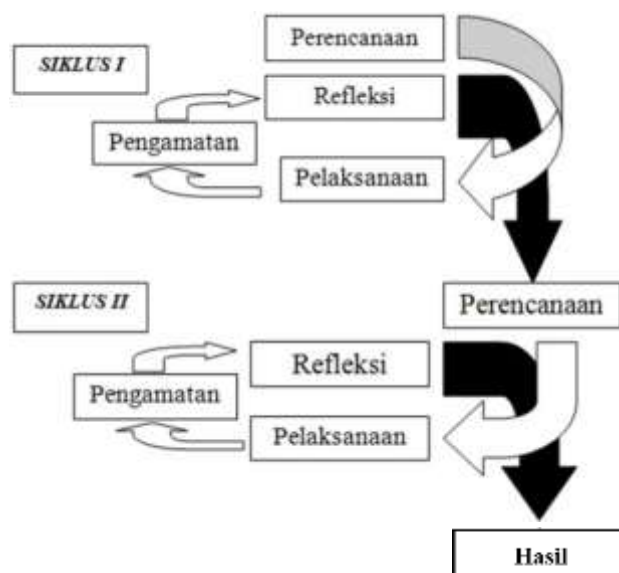 Perencanaan
SIKLUS I
Refleksi
Pengamatan
Pelaksanaan
SIKLUS II
Perencanaan
Refleksi
Pengamatan
Pelaksanaan
Hasil